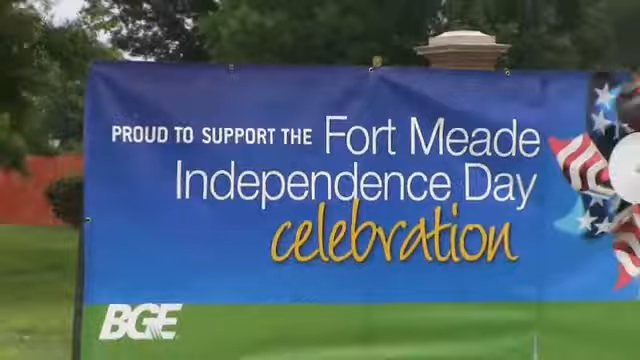 PROUD TO SUPPORT THE Fort Meade
Independence Day
celebration
BGE